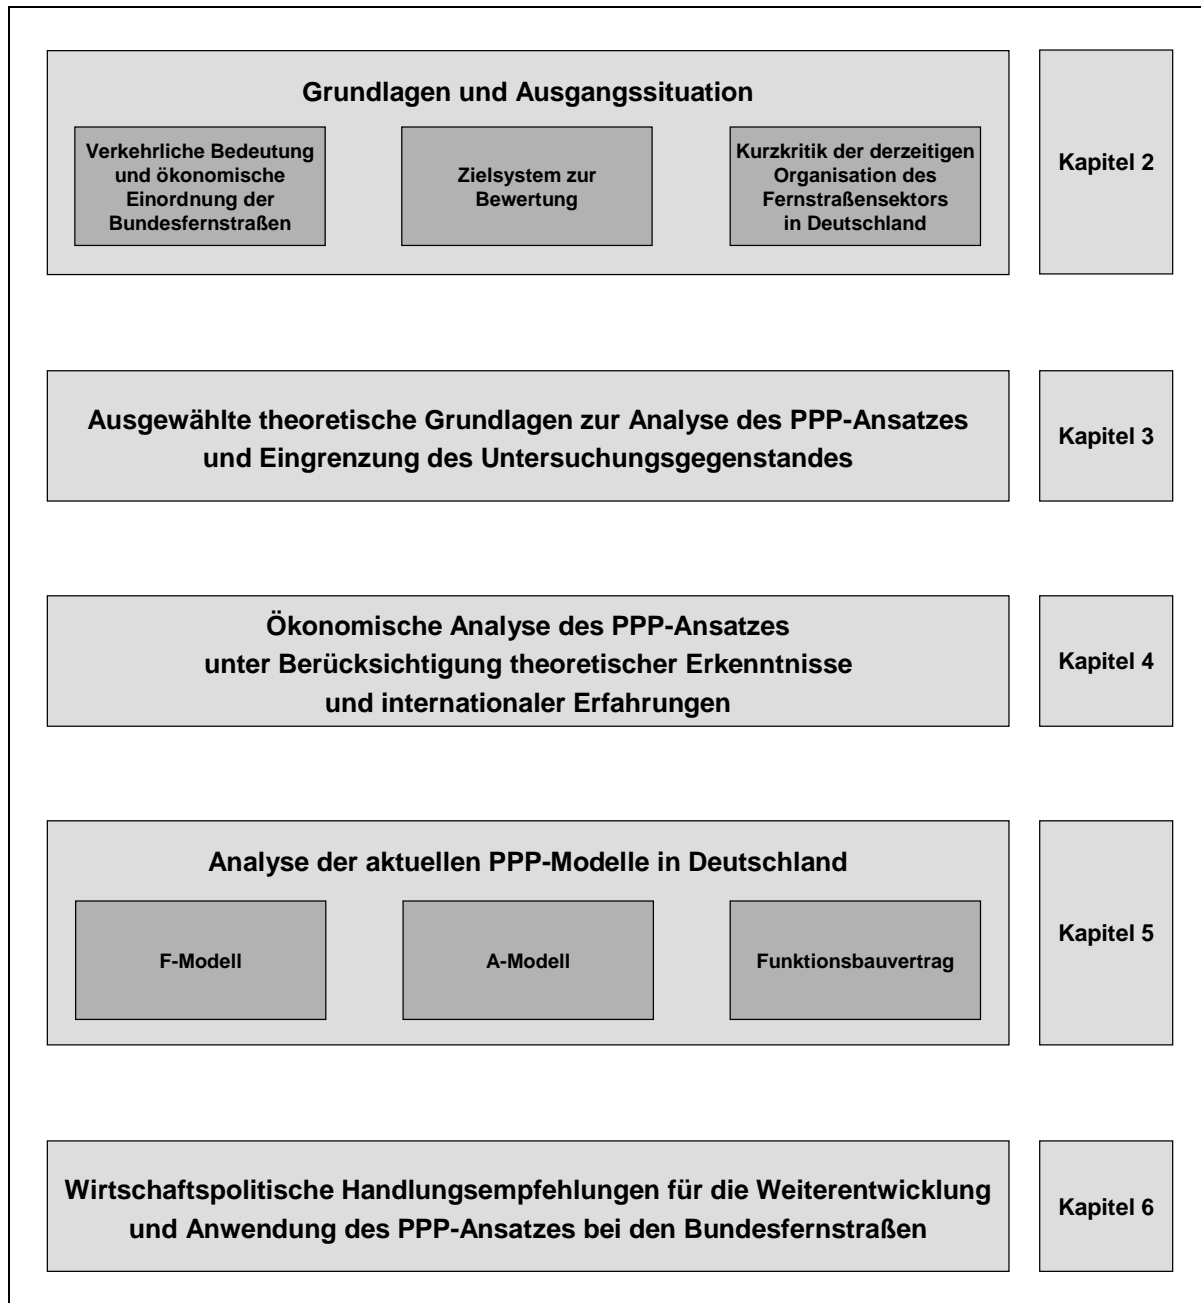 Grundlagen und Ausgangssituation
Verkehrliche Bedeutung
und ökonomische
Einordnung der
Bundesfernstraßen
Zielsystem zur
Bewertung
Kurzkritik der derzeitigen
Organisation des
Fernstraßensektors
in Deutschland
Kapitel 2
Ausgewählte theoretische Grundlagen zur Analyse des PPP-Ansatzes
und Eingrenzung des Untersuchungsgegenstandes
Kapitel 3
Ökonomische Analyse des PPP-Ansatzes
unter Berücksichtigung theoretischer Erkenntnisse
und internationaler Erfahrungen
Kapitel 4
Analyse der aktuellen PPP-Modelle in Deutschland
F-Modell
A-Modell
Funktionsbauvertrag
Kapitel 5
Wirtschaftspolitische Handlungsempfehlungen für die Weiterentwicklung
und Anwendung des PPP-Ansatzes bei den Bundesfernstraßen
Kapitel 6